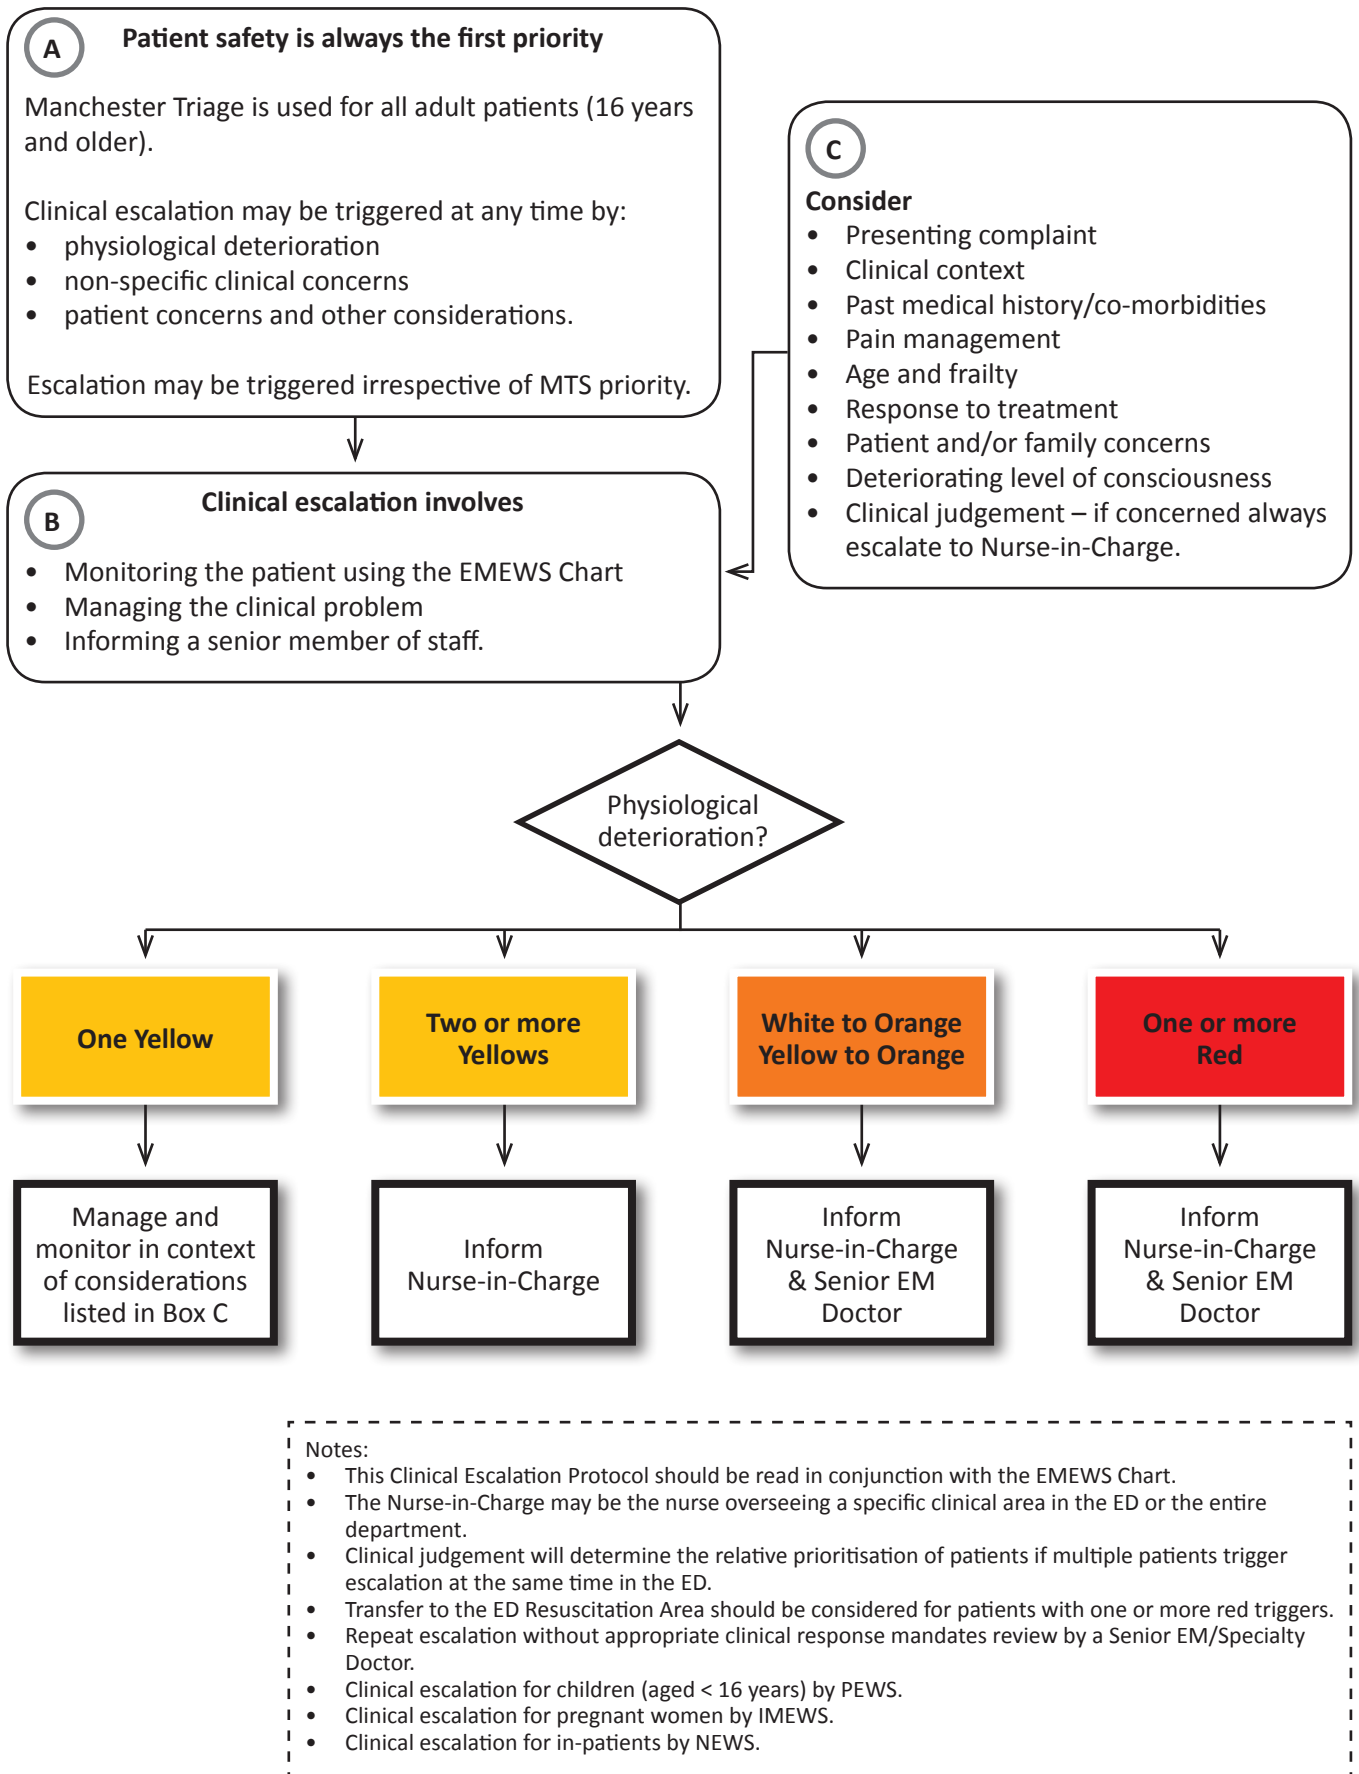 A
Patient safety is always the first priority
Manchester Triage is used for all adult patients (16 years
and older).
Clinical escalation may be triggered at any time by:
• physiological deterioration
• non-specific clinical concerns
• patient concerns and other considerations.
Escalation may be triggered irrespective of MTS priority.
C
Consider
• Presenting complaint
• Clinical context
• Past medical history/co-morbidities
• Pain management
• Age and frailty
• Response to treatment
• Patient and/or family concerns
• Deteriorating level of consciousness
• Clinical judgement – if concerned always
escalate to Nurse-in-Charge.
B
Clinical escalation involves
• Monitoring the patient using the EMEWS Chart
• Managing the clinical problem
• Informing a senior member of staff.
Physiological
deterioration?
One Yellow
Two or more
Yellows
White to Orange
Yellow to Orange
One or more
Red
Manage and
monitor in context
of considerations
listed in Box C
Inform
Nurse-in-Charge
Inform
Nurse-in-Charge
& Senior EM
Doctor
Inform
Nurse-in-Charge
& Senior EM
Doctor
Notes:
• This Clinical Escalation Protocol should be read in conjunction with the EMEWS Chart.
• The Nurse-in-Charge may be the nurse overseeing a specific clinical area in the ED or the entire
department.
• Clinical judgement will determine the relative prioritisation of patients if multiple patients trigger
escalation at the same time in the ED.
• Transfer to the ED Resuscitation Area should be considered for patients with one or more red triggers.
• Repeat escalation without appropriate clinical response mandates review by a Senior EM/Specialty
Doctor.
• Clinical escalation for children (aged < 16 years) by PEWS.
• Clinical escalation for pregnant women by IMEWS.
• Clinical escalation for in-patients by NEWS.